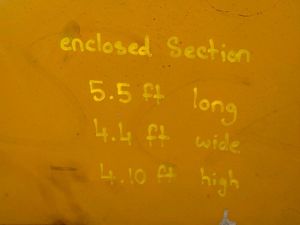 enclosed Section
5.5 ft long
4.4 ft wide
4.10 ft high